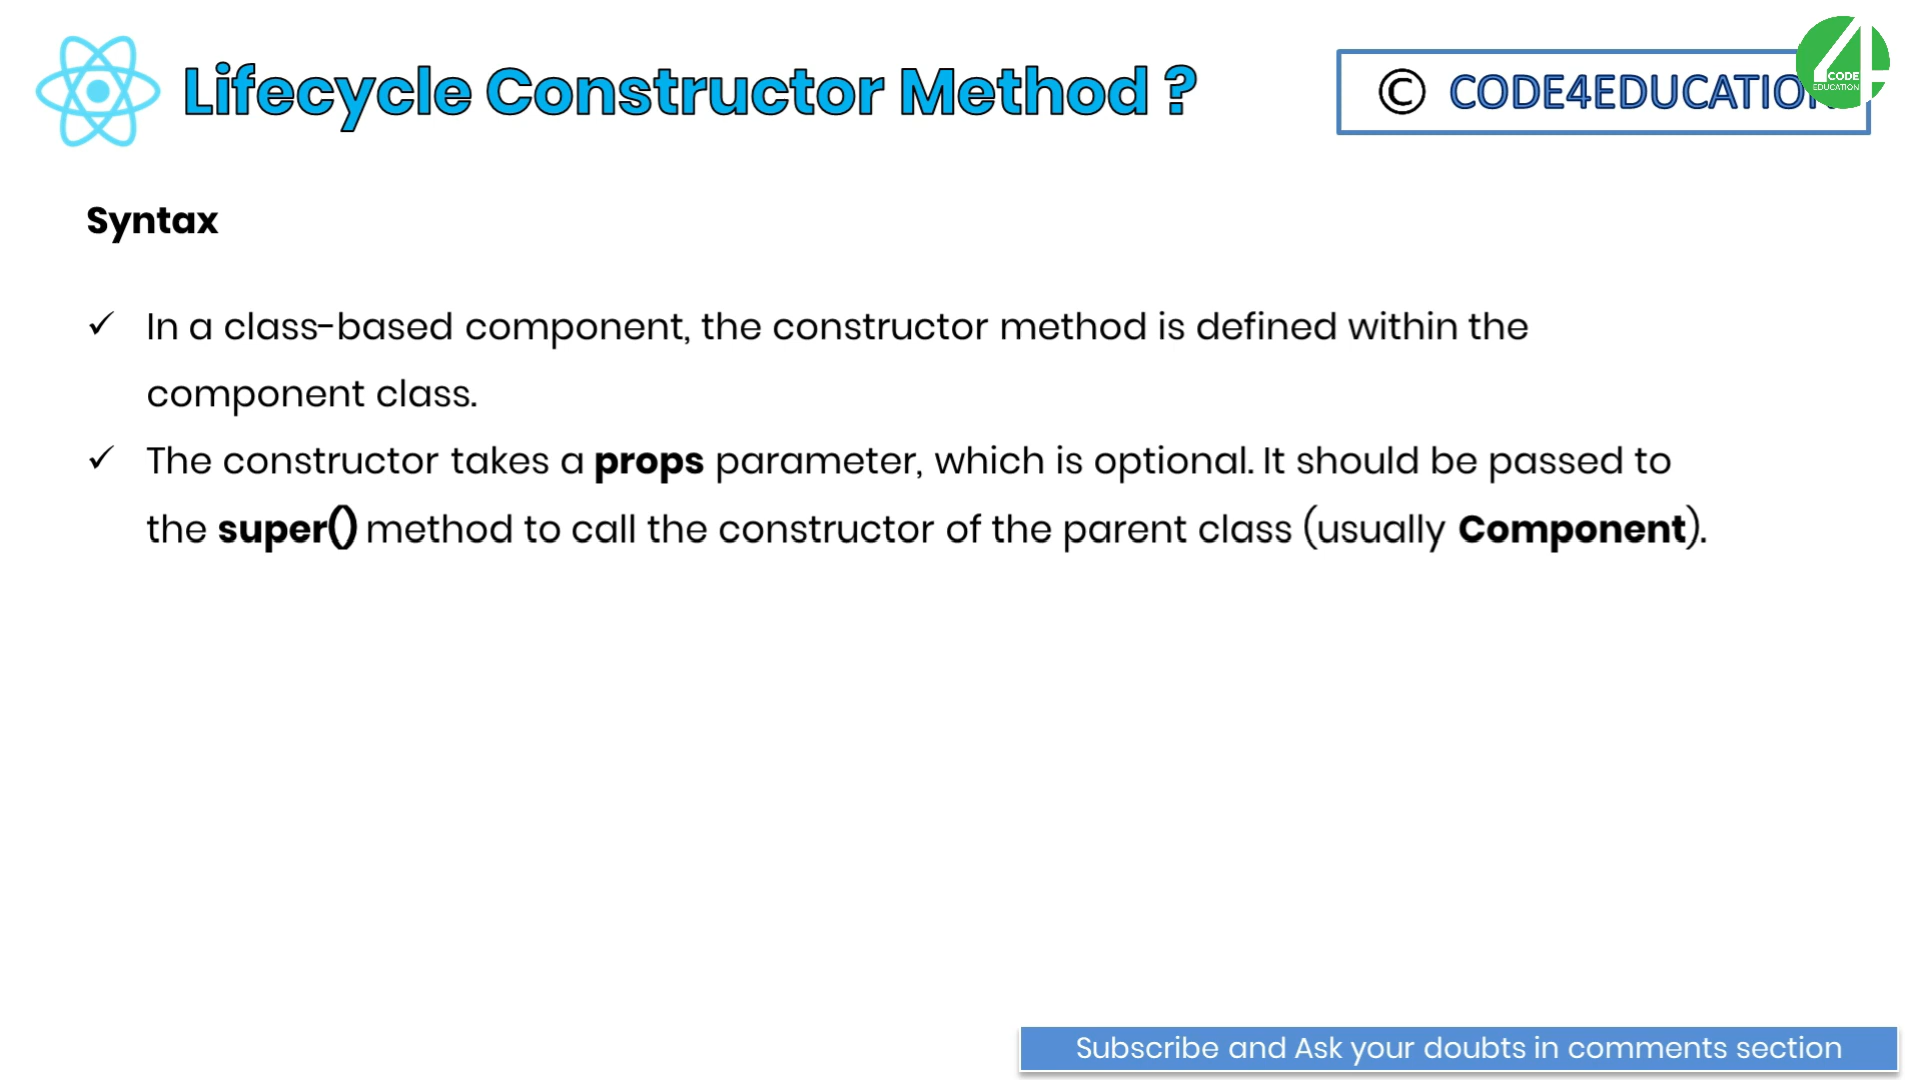 Lifecycle Constructor Method ?
© CODE4EDUCATION
CODE
EDUCATION
Syntax
✓ In a class-based component, the constructor method is defined within the
component class.
✓ The constructor takes a props parameter, which is optional. It should be passed to
the super() method to call the constructor of the parent class (usually Component).
Subscribe and Ask your doubts in comments section